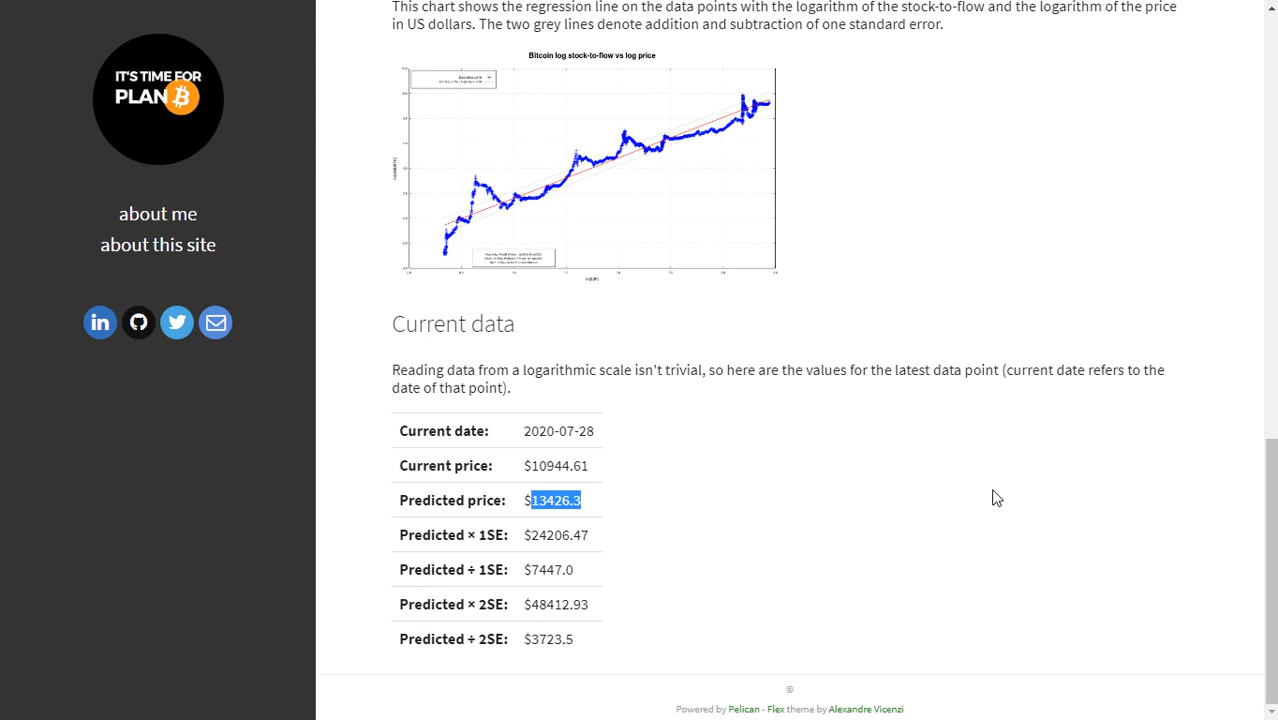 IT'S TIME FOR
PLAN
about me
about this site
This chart shows the regression line on the data points with the logarithm of the stock-to-flow and the logarithm of the price
in US dollars. The two grey lines denote addition and subtraction of one standard error.
Bitcoin log stock-to-flow vs log price
Current data
Reading data from a logarithmic scale isn't trivial, so here are the values for the latest data point (current date refers to the
date of that point).
Current date: 2020-07-28
Current price: $10944.61
Predicted price: $13426.3
Predicted × 1SE: $24206.47
Predicted ÷ 1SE: $7447.0
Predicted × 2SE: $48412.93
Predicted ÷ 2SE: $3723.5
©
Powered by Pelican - Flex theme by Alexandre Vicenzi